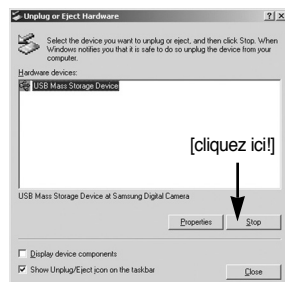 Unplug or Eject Hardware
Select the device you want to unplug or eject, and then click Stop. When
Windows notifies you that it is safe to do so unplug the device from your
computer.
Hardware devices:
USB Mass Storage Device
[cliquez ici!]
USB Mass Storage Device at Samsung Digital Camera
Properties
Stop
Display device components
Show Unplug/Eject icon on the taskbar
Close